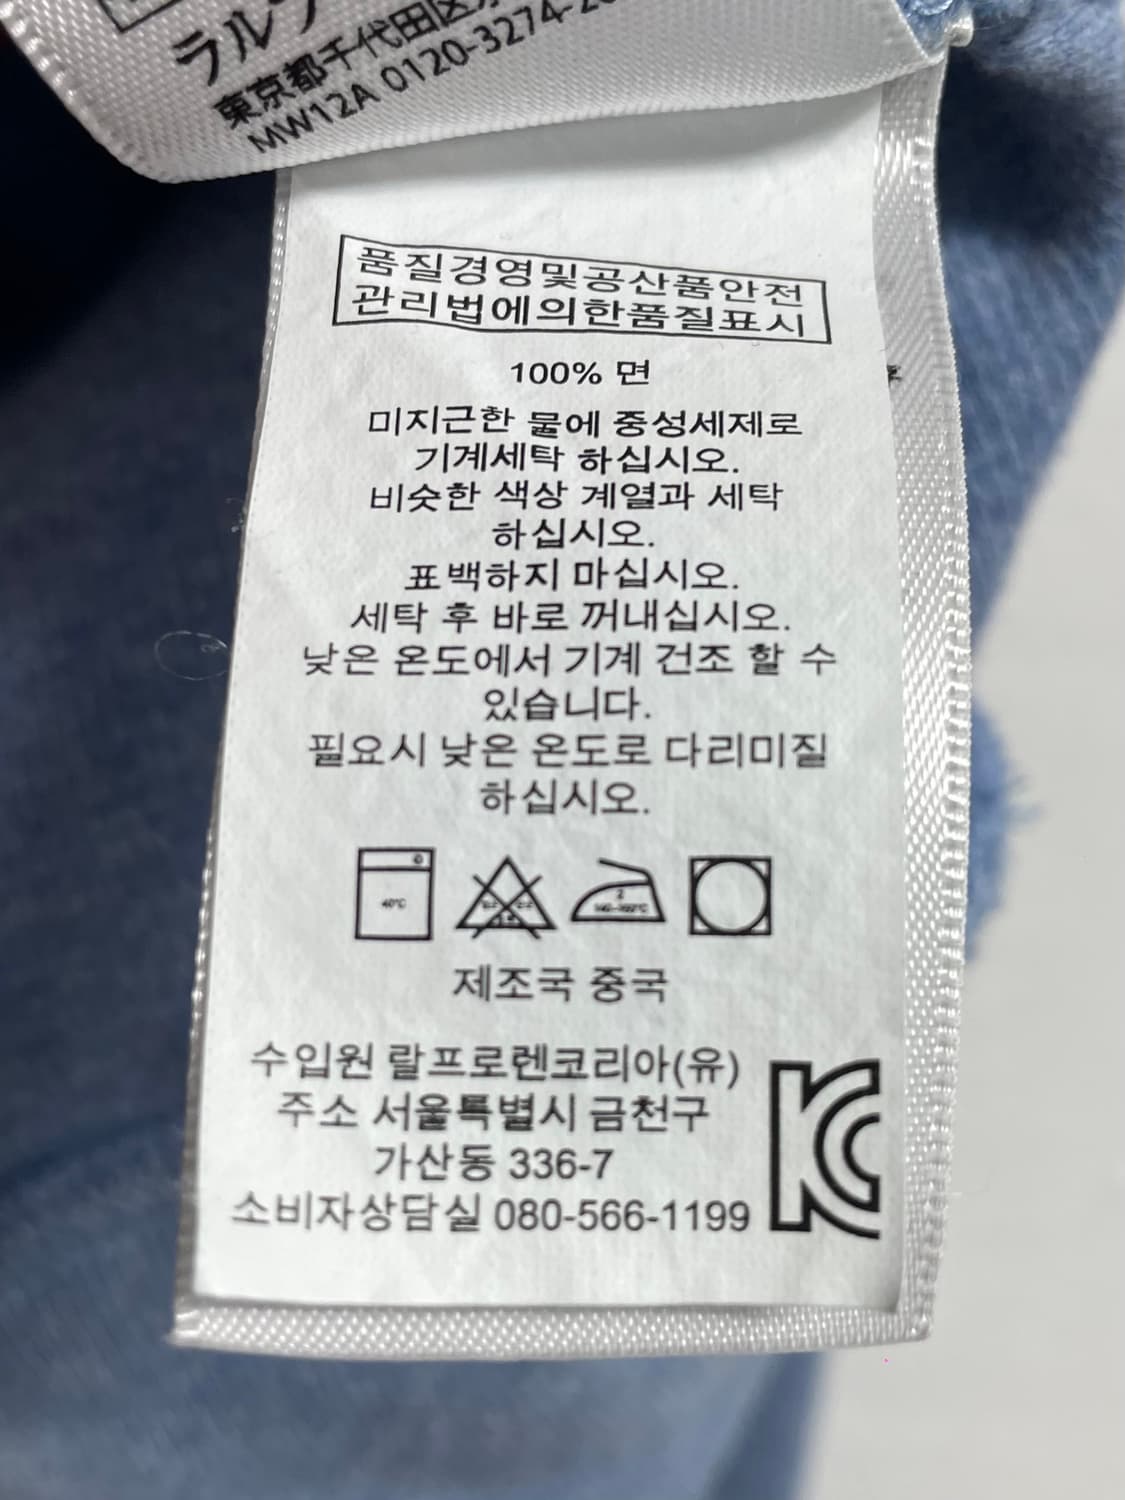 東京都千代田区
MW12A 0120-3274-2
품질경영및공산품안전
관리법에의한품질표시
100% 면
미지근한 물에 중성세제로
기계세탁 하십시오.
비슷한 색상 계열과 세탁
하십시오.
표백하지 마십시오.
세탁 후 바로 꺼내십시오.
낮은 온도에서 기계 건조 할 수
있습니다.
필요시 낮은 온도로 다리미질
하십시오.
40°C
2
제조국 중국
수입원 랄프로렌코리아(유)
주소 서울특별시 금천구
가산동 336-7
소비자상담실 080-566-1199